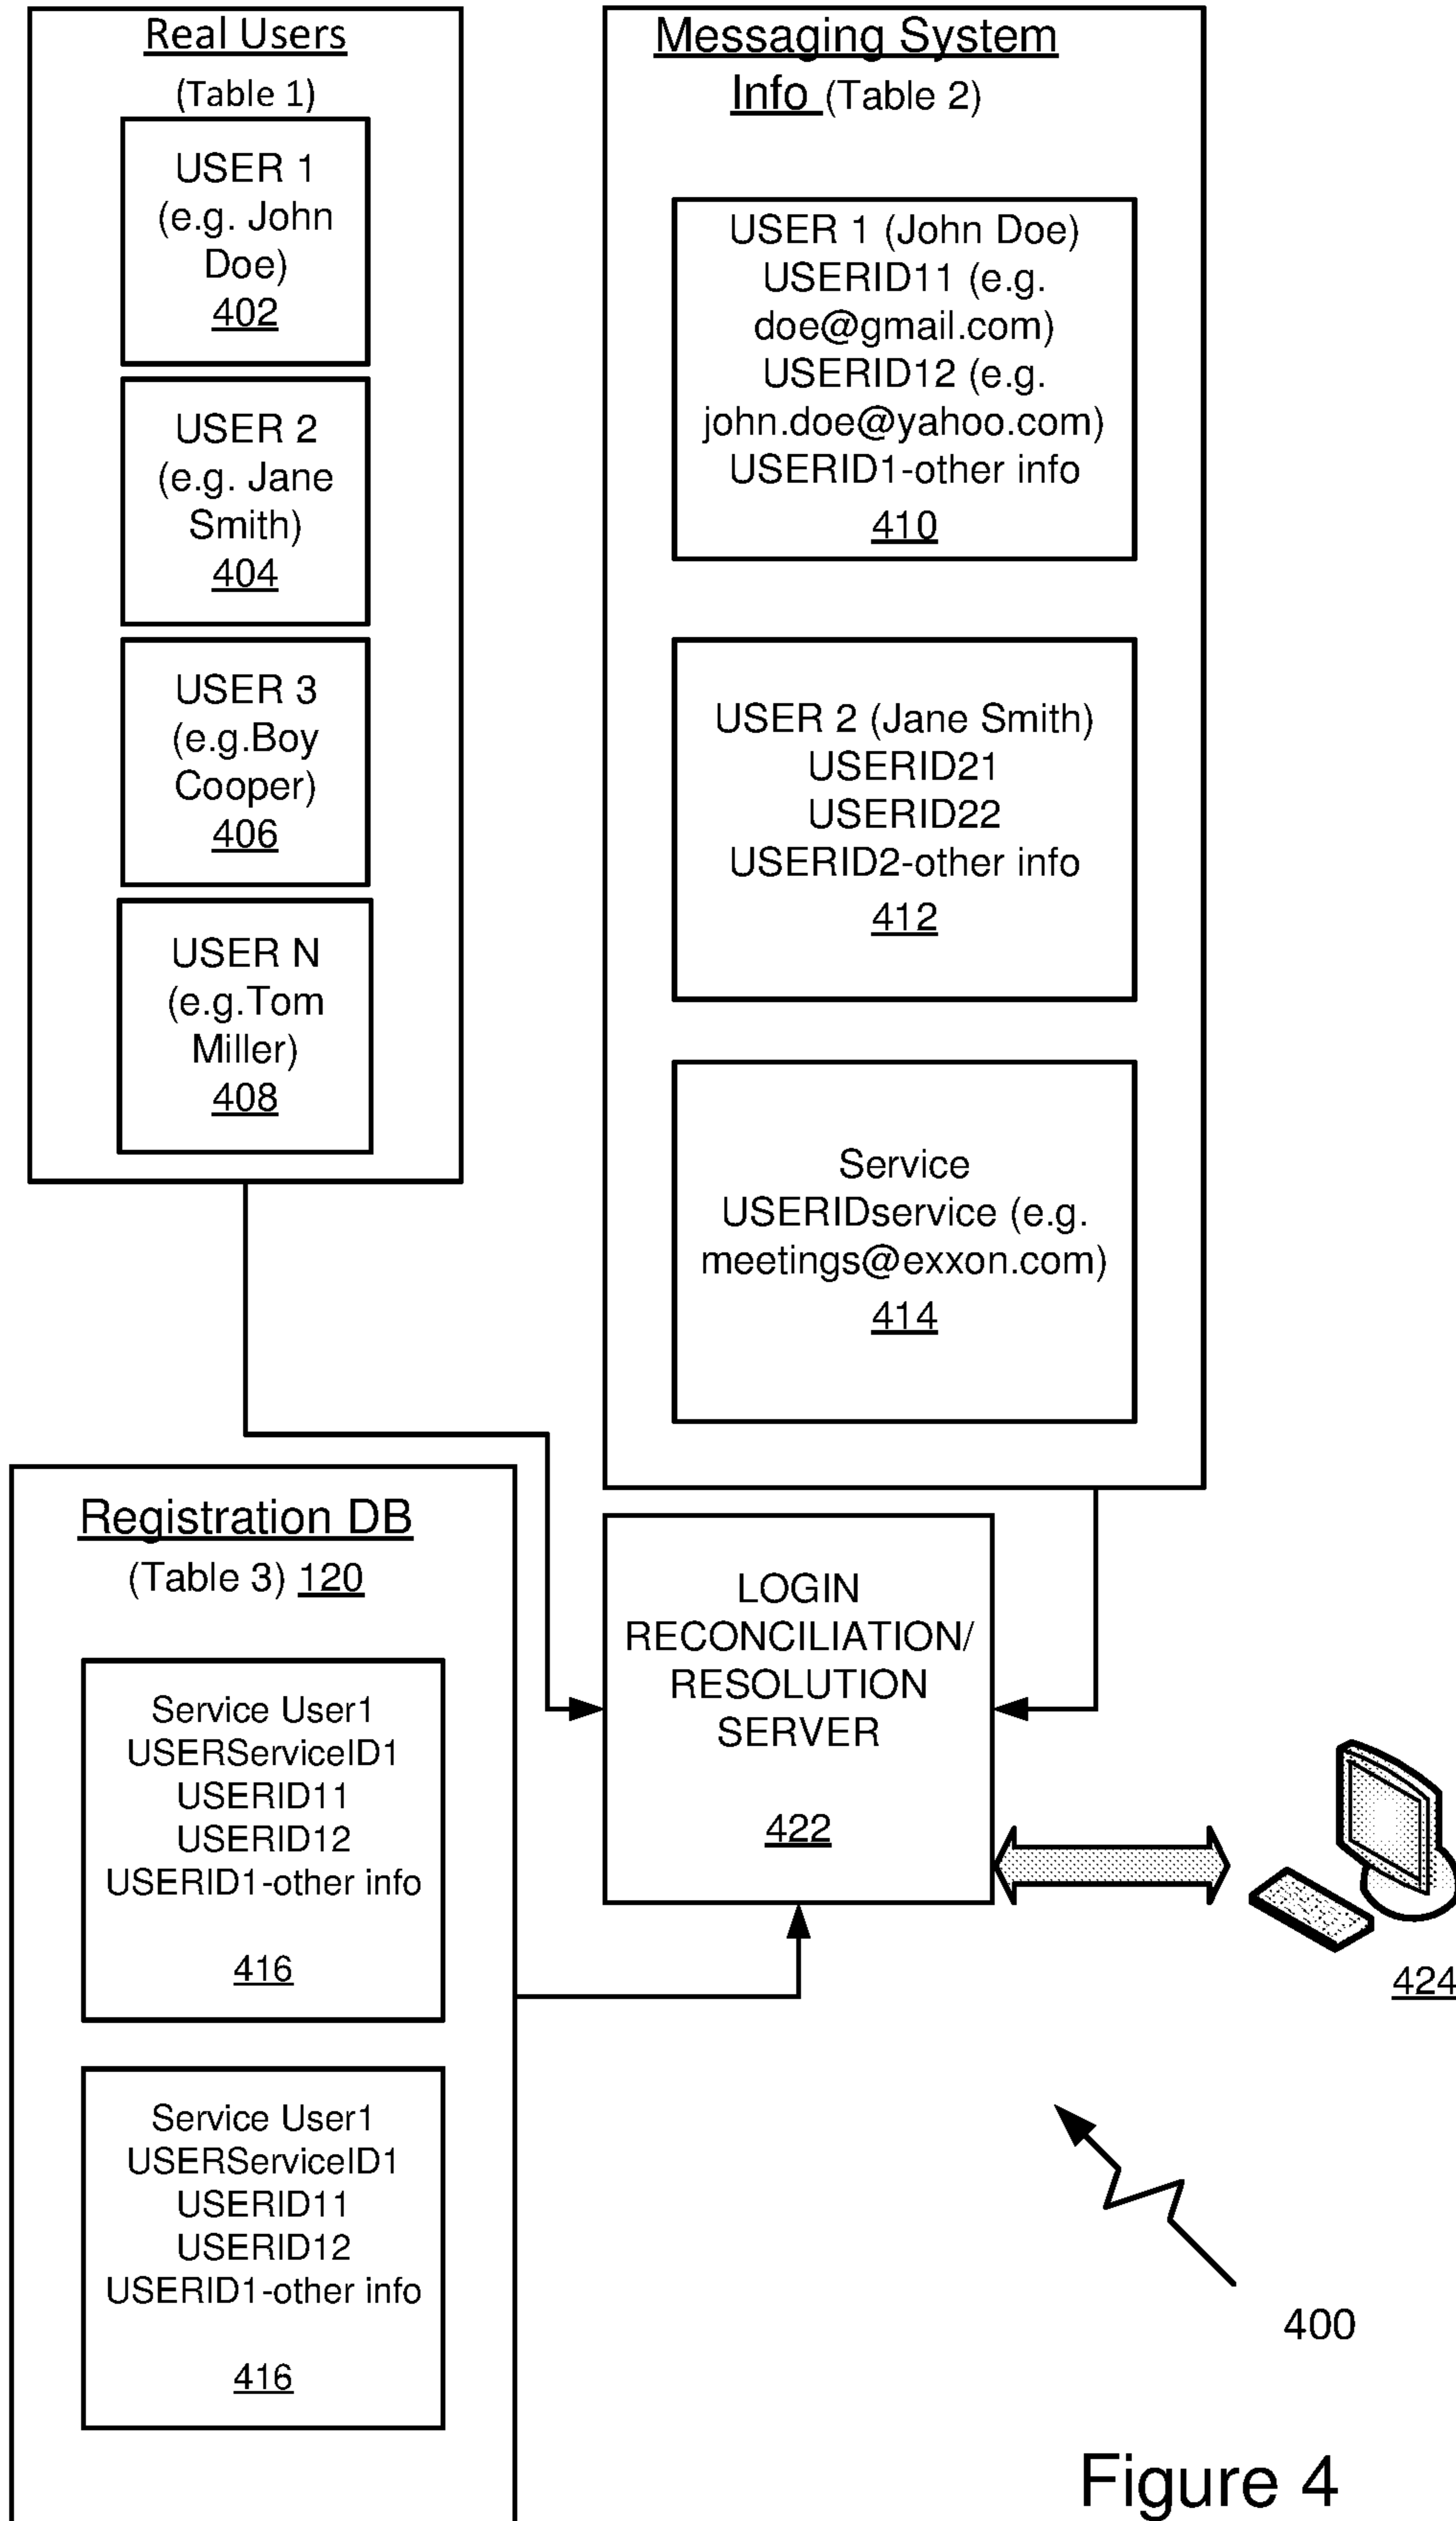 Real Users
(Table 1)
USER 1
(e.g. John
Doe)
402
USER 2
(e.g. Jane
Smith)
404
USER 3
(e.g.Boy
Cooper)
406
USER N
(e.g.Tom
Miller)
408
Messaging System
Info (Table 2)
USER 1 (John Doe)
USERID11 (e.g.
doe@gmail.com)
USERID12 (e.g.
john.doe@yahoo.com)
USERID1-other info
410
USER 2 (Jane Smith)
USERID21
USERID22
USERID2-other info
412
Service
USERIDservice (e.g.
meetings@exxon.com)
414
Registration DB
(Table 3) 120
Service User1
USERServiceID1
USERID11
USERID12
USERID1-other info
416
Service User1
USERServiceID1
USERID11
USERID12
USERID1-other info
416
LOGIN
RECONCILIATION/
RESOLUTION
SERVER
422
424
400
Figure 4